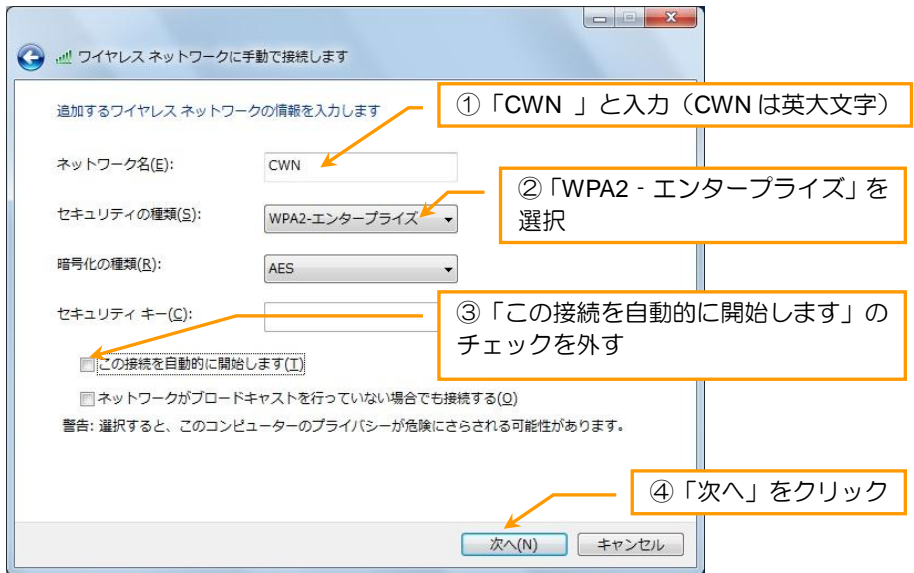 ワイヤレス ネットワークに手動で接続します
追加するワイヤレス ネットワークの情報を入力します
①「CWN 」と入力（CWN は英大文字）
ネットワーク名(E):
CWN
②「WPA2‐エンタープライズ」を
選択
セキュリティの種類(S):
WPA2-エンタープライズ
暗号化の種類(R):
AES
セキュリティ キー(C):
③「この接続を自動的に開始します」の
チェックを外す
この接続を自動的に開始します(T)
ネットワークがブロードキャストを行っていない場合でも接続する(O)
警告: 選択すると、このコンピューターのプライバシーが危険にさらされる可能性があります。
④「次へ」をクリック
次へ(N)
キャンセル